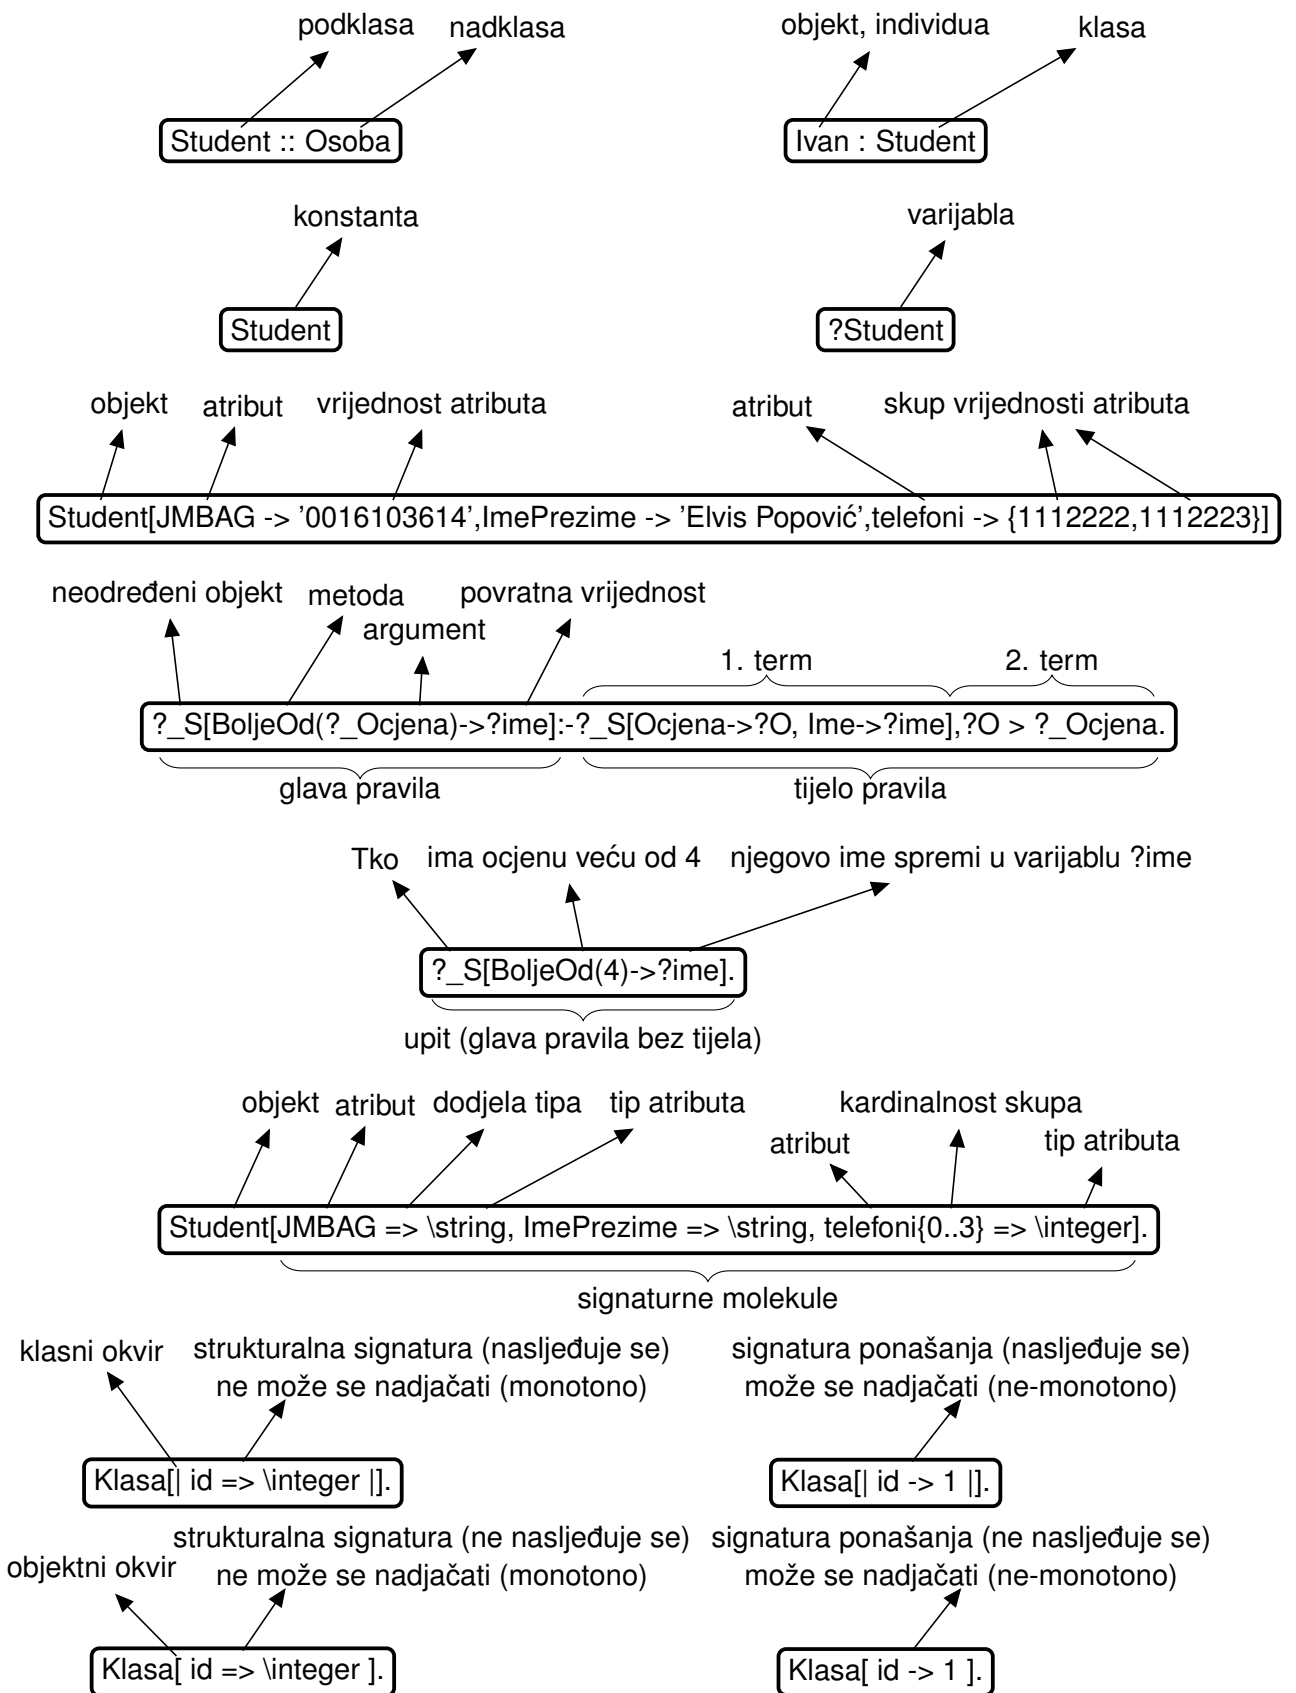 podklasa nadklasa objekt, individua klasa
Student :: Osoba Ivan : Student
konstanta varijabla
Student ?Student
objekt atribut vrijednost atributa atribut skup vrijednosti atributa
Student[JMBAG -> ’0016103614’,ImePrezime -> ’Elvis Popović’,telefoni -> {1112222,1112223}]
neodređeni objekt metoda povratna vrijednost
argument
1. term 2. term
?_S[BoljeOd(?_Ocjena)->?ime]:-?_S[Ocjena->?O, Ime->?ime],?O > ?_Ocjena.
glava pravila tijelo pravila
Tko ima ocjenu veću od 4 njegovo ime spremi u varijablu ?ime
?_S[BoljeOd(4)->?ime].
upit (glava pravila bez tijela)
objekt atribut dodjela tipa tip atributa kardinalnost skupa
atribut tip atributa
Student[JMBAG => \string, ImePrezime => \string, telefoni{0..3} => \integer].
signaturne molekule
klasni okvir strukturalna signatura (nasljeđuje se) signatura ponašanja (nasljeđuje se)
ne može se nadjačati (monotono) može se nadjačati (ne-monotono)
Klasa[| id => \integer |]. Klasa[| id -> 1 |].
strukturalna signatura (ne nasljeđuje se) signatura ponašanja (ne nasljeđuje se)
objektni okvir ne može se nadjačati (monotono) može se nadjačati (ne-monotono)
Klasa[ id => \integer ]. Klasa[ id -> 1 ].